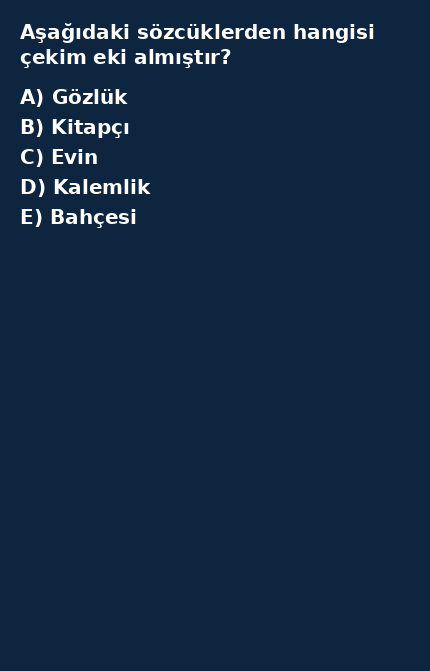 Aşağıdaki sözcüklerden hangisi
çekim eki almıştır?
A) Gözlük
B) Kitapçı
C) Evin
D) Kalemlik
E) Bahçesi